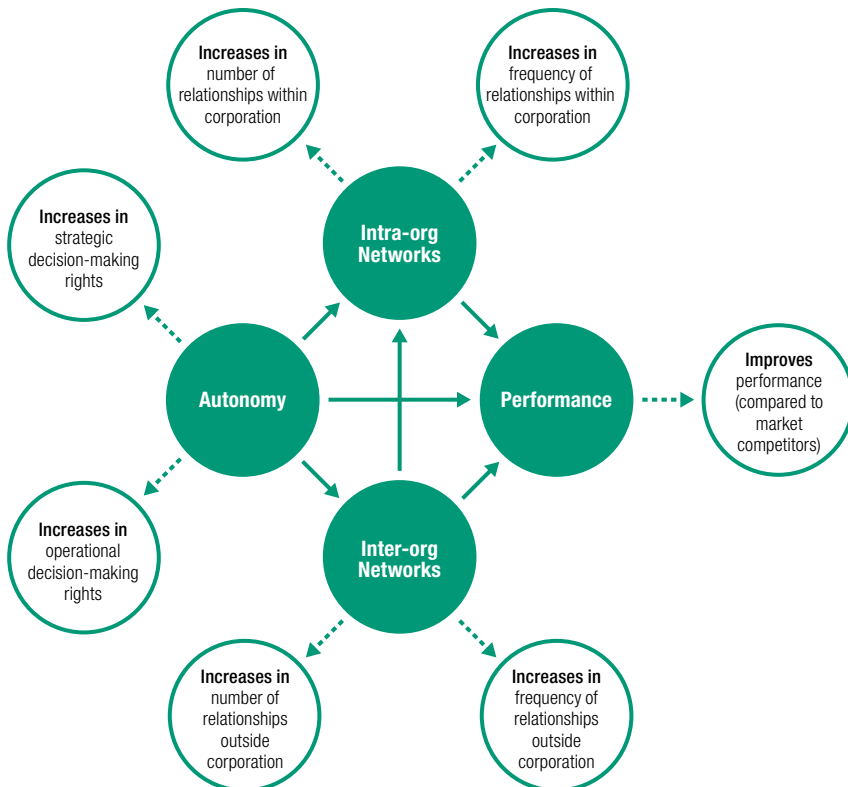 Increases in
number of
relationships within
corporation
Increases in
frequency of
relationships within
corporation
Increases in
strategic
decision-making
rights
Intra-org
Networks
Autonomy
Performance
Improves
performance
(compared to
market
competitors)
Increases in
operational
decision-making
rights
Inter-org
Networks
Increases in
number of
relationships
outside
corporation
Increases in
frequency of
relationships
outside
corporation